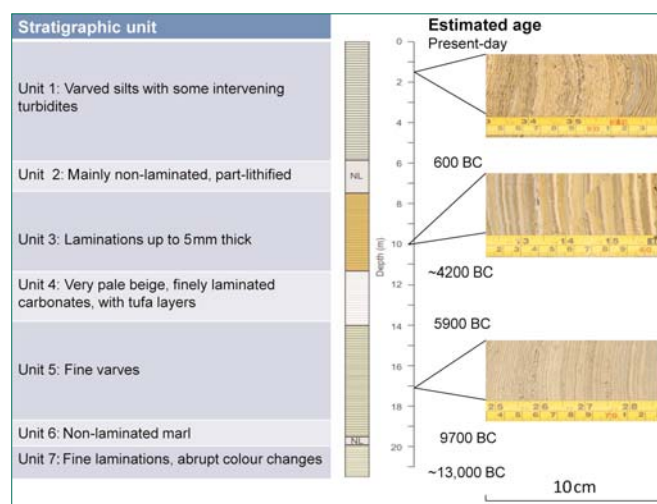 Stratigraphic unit
Estimated age
Present-day
Unit 1: Varved silts with some intervening
turbidites
Unit 2: Mainly non-laminated, part-lithified
Unit 3: Laminations up to 5mm thick
Unit 4: Very pale beige, finely laminated
carbonates, with tufa layers
Unit 5: Fine varves
Unit 6: Non-laminated marl
Unit 7: Fine laminations, abrupt colour changes
NL
NL
Depth (m)
0
2
4
6
8
10
12
14
16
18
20
600 BC
~4200 BC
5900 BC
9700 BC
~13,000 BC
10cm